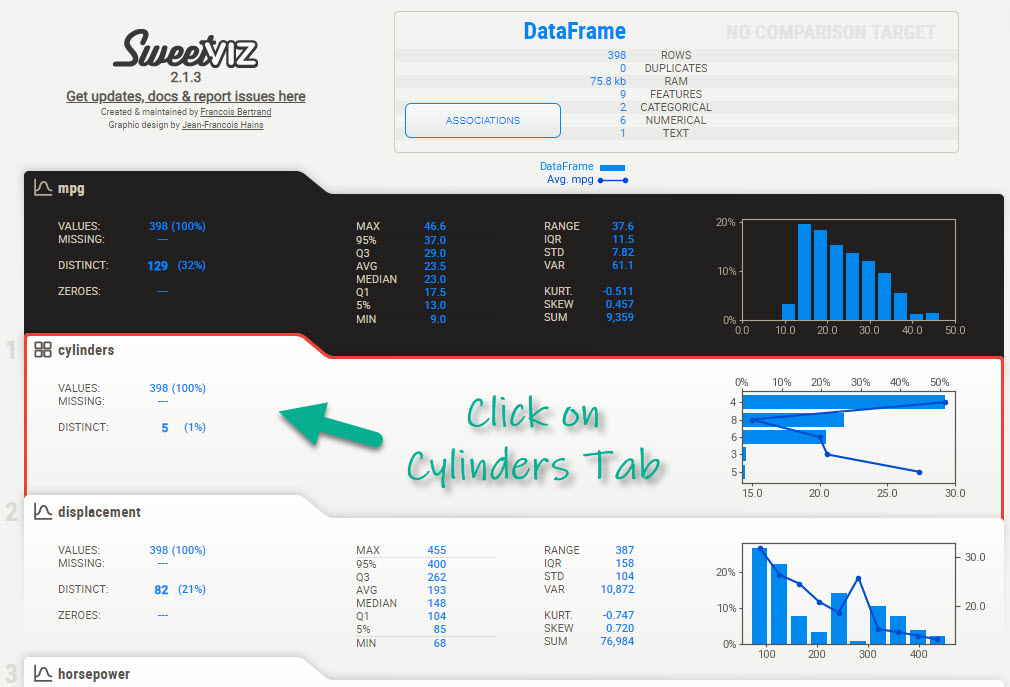 SweetVIZ
2.1.3
Get updates, docs & report issues here
Created & maintained by Francois Bertrand
Graphic design by Jean-Francois Hains
DataFrame
NO COMPARISON TARGET
398 ROWS
0 DUPLICATES
75.8 kb RAM
9 FEATURES
2 CATEGORICAL
6 NUMERICAL
1 TEXT
ASSOCIATIONS
DataFrame
Avg. mpg
mpg
VALUES: 398 (100%)
MISSING: ---
DISTINCT: 129 (32%)
ZEROES: ---
MAX 46.6
95% 37.0
Q3 29.0
AVG 23.5
MEDIAN 23.0
Q1 17.5
5% 13.0
MIN 9.0
RANGE 37.6
IQR 11.5
STD 7.82
VAR 61.1
KURT. -0.511
SKEW 0.457
SUM 9,359
20%
10%
0%
0.0 10.0 20.0 30.0 40.0 50.0
1
cylinders
VALUES: 398 (100%)
MISSING: ---
DISTINCT: 5 (1%)
Click on
Cylinders Tab
0% 10% 20% 30% 40% 50%
4
8
6
3
5
15.0 20.0 25.0 30.0
2
displacement
VALUES: 398 (100%)
MISSING: ---
DISTINCT: 82 (21%)
ZEROES: ---
MAX 455
95% 400
Q3 262
AVG 193
MEDIAN 148
Q1 104
5% 85
MIN 68
RANGE 387
IQR 158
STD 104
VAR 10,872
KURT. -0.747
SKEW 0.720
SUM 76,984
20%
10%
0%
30.0
20.0
100 200 300 400
3
horsepower